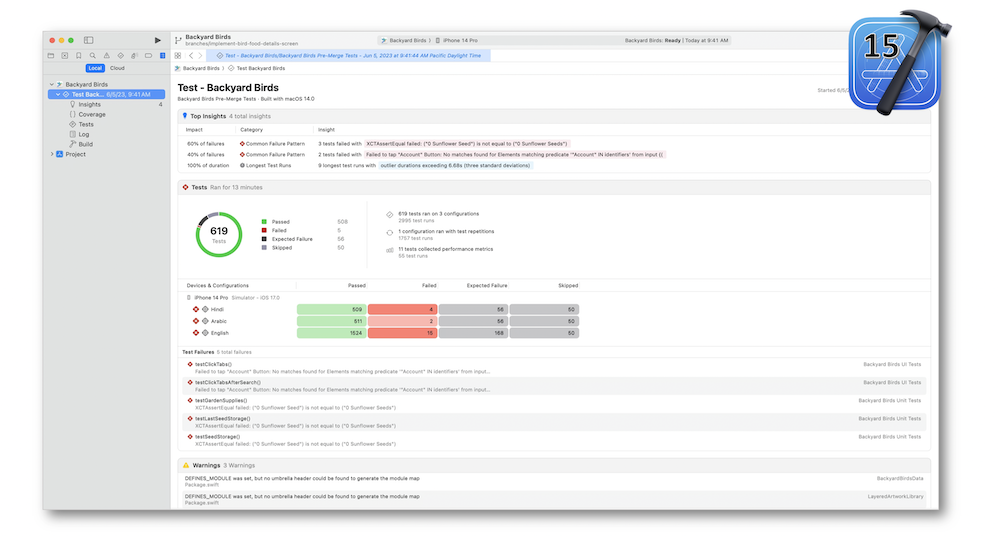 Backyard Birds
branches/implement-bird-food-details-screen
Backyard Birds ⟩ iPhone 14 Pro
Backyard Birds: Ready | Today at 9:41 AM
15
Test - Backyard Birds/Backyard Birds Pre-Merge Tests - Jun 5, 2023 at 9:41:44 AM Pacific Daylight Time
Local Cloud
Backyard Birds ⟩ Test Backyard Birds
Backyard Birds
Test Back... 6/5/23, 9:41 AM
Insights 4
Coverage
Tests
Log
Build
Project
Test - Backyard Birds
Started 6/5/
Backyard Birds Pre-Merge Tests · Built with macOS 14.0
Top Insights 4 total insights
Impact Category Insight
60% of failures Common Failure Pattern 3 tests failed with XCTAssertEqual failed: ("0 Sunflower Seed") is not equal to ("0 Sunflower Seeds")
40% of failures Common Failure Pattern 2 tests failed with Failed to tap "Account" Button: No matches found for Elements matching predicate '"Account" IN identifiers' from input {(
100% of duration Longest Test Runs 9 longest test runs with outlier durations exceeding 6.68s (three standard deviations)
Tests Ran for 13 minutes
619
Tests
Passed 508
Failed 5
Expected Failure 56
Skipped 50
619 tests ran on 3 configurations
2995 test runs
1 configuration ran with test repetitions
1757 test runs
11 tests collected performance metrics
55 test runs
Devices & Configurations Passed Failed Expected Failure Skipped
iPhone 14 Pro Simulator - iOS 17.0
Hindi 509 4 56 50
Arabic 511 2 56 50
English 1524 15 168 50
Test Failures 5 total failures
testClickTabs() Backyard Birds UI Tests
Failed to tap "Account" Button: No matches found for Elements matching predicate '"Account" IN identifiers' from input...
testClickTabsAfterSearch() Backyard Birds UI Tests
Failed to tap "Account" Button: No matches found for Elements matching predicate '"Account" IN identifiers' from input...
testGardenSupplies() Backyard Birds Unit Tests
XCTAssertEqual failed: ("0 Sunflower Seed") is not equal to ("0 Sunflower Seeds")
testLastSeedStorage() Backyard Birds Unit Tests
XCTAssertEqual failed: ("0 Sunflower Seed") is not equal to ("0 Sunflower Seeds")
testSeedStorage() Backyard Birds Unit Tests
XCTAssertEqual failed: ("0 Sunflower Seed") is not equal to ("0 Sunflower Seeds")
Warnings 3 Warnings
DEFINES_MODULE was set, but no umbrella header could be found to generate the module map BackyardBirdsData
Package.swift
DEFINES_MODULE was set, but no umbrella header could be found to generate the module map LayeredArtworkLibrary
Package.swift